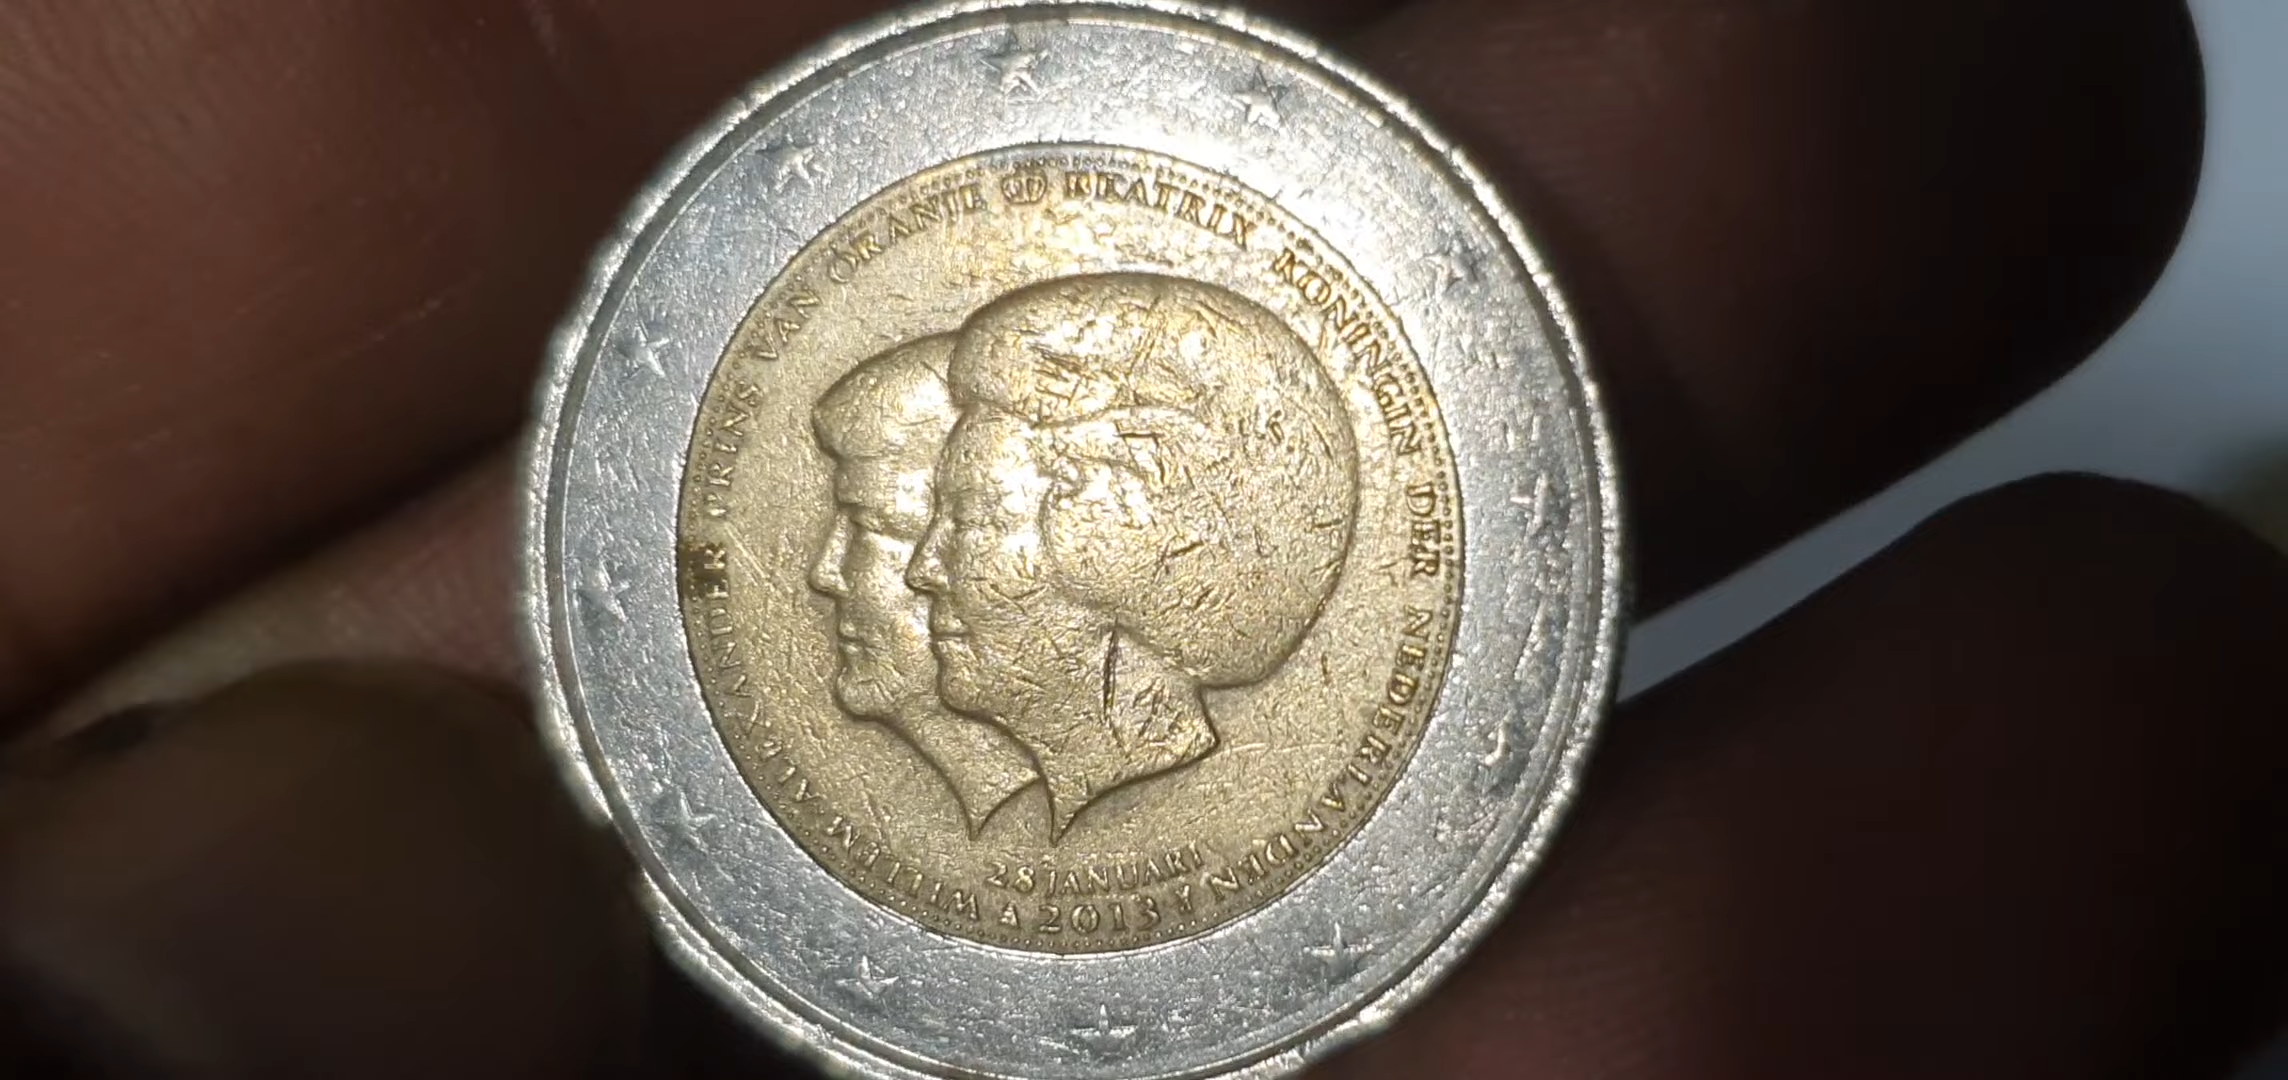 WILLEM-ALEXANDER PRINS VAN ORANJE BEATRIX KONINGIN DER NEDERLANDEN
28 JANUARI
2013